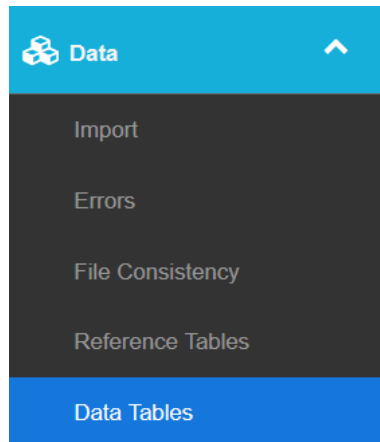 Data
Import
Errors
File Consistency
Reference Tables
Data Tables